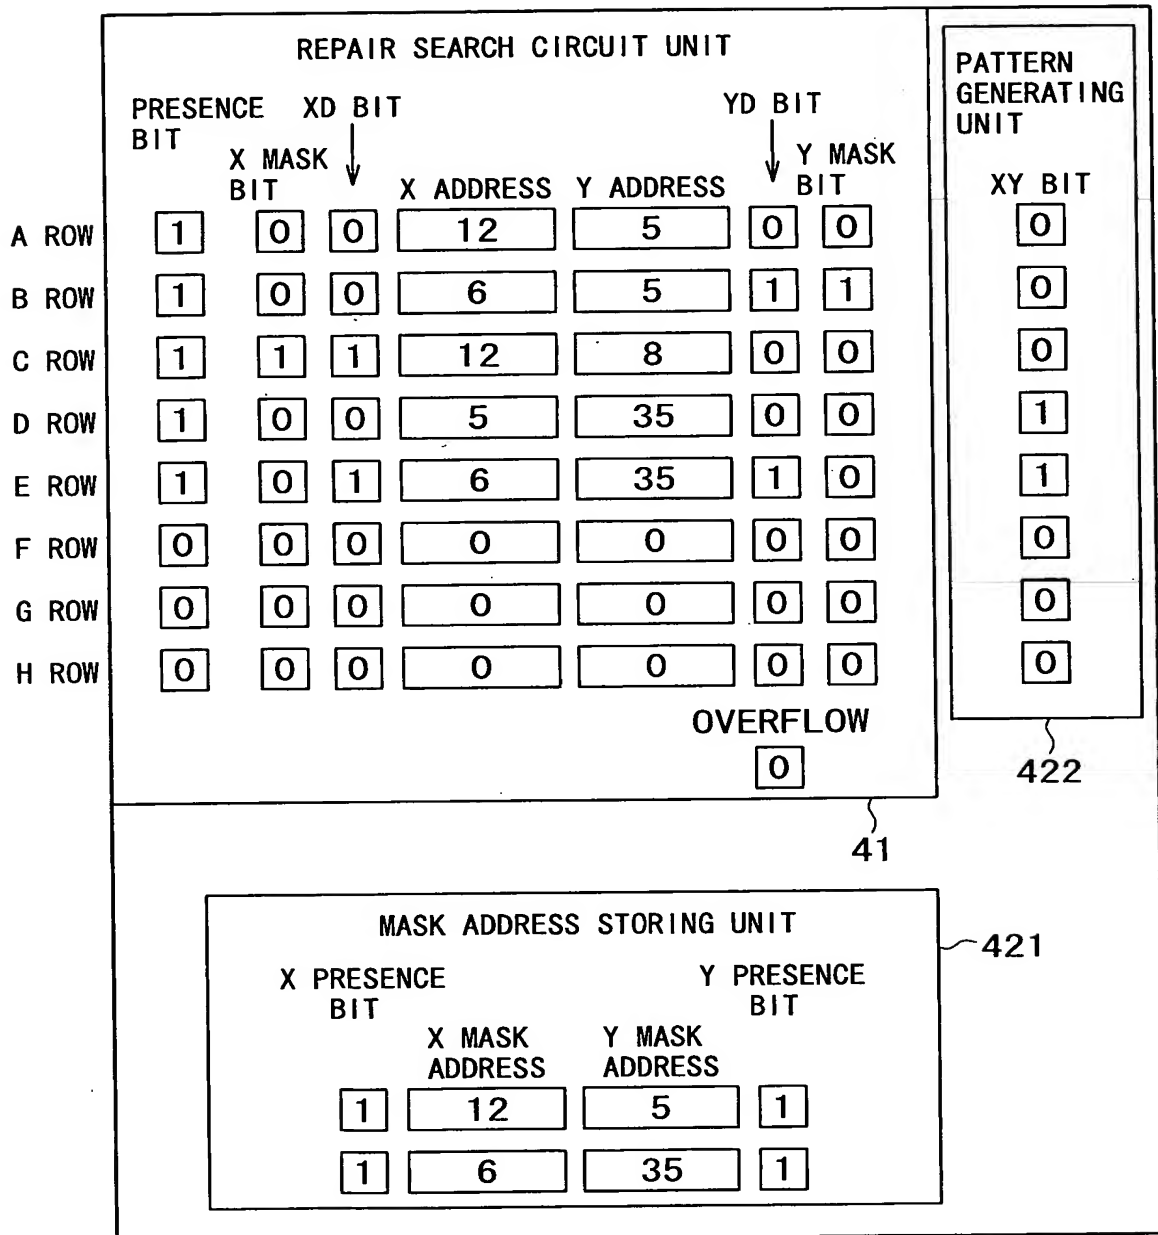 REPAIR SEARCH CIRCUIT UNIT
PRESENCE BIT
XD BIT
YD BIT
X MASK BIT
X ADDRESS
Y ADDRESS
Y MASK BIT
A ROW 1 0 0 12 5 0 0
B ROW 1 0 0 6 5 1 1
C ROW 1 1 1 12 8 0 0
D ROW 1 0 0 5 35 0 0
E ROW 1 0 1 6 35 1 0
F ROW 0 0 0 0 0 0 0
G ROW 0 0 0 0 0 0 0
H ROW 0 0 0 0 0 0 0
OVERFLOW
0
41
PATTERN
GENERATING
UNIT
XY BIT
0
0
0
1
1
0
0
0
422
MASK ADDRESS STORING UNIT
421
X PRESENCE
BIT
Y PRESENCE
BIT
X MASK
ADDRESS
Y MASK
ADDRESS
1 12 5 1
1 6 35 1